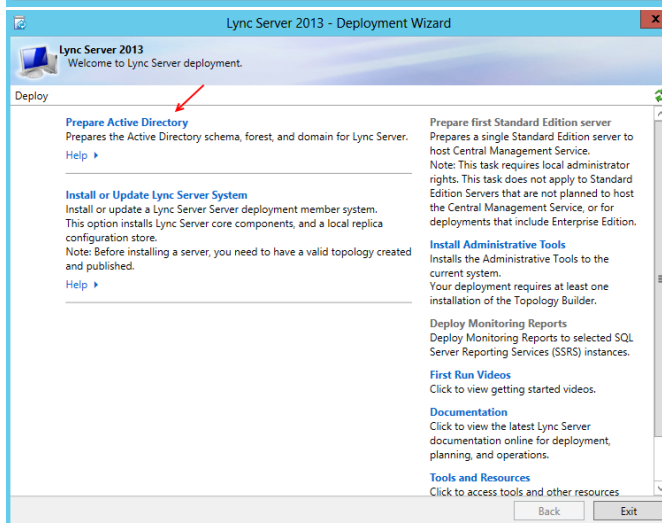 Lync Server 2013 - Deployment Wizard
x
Lync Server 2013
Welcome to Lync Server deployment.
Deploy
Prepare Active Directory
Prepares the Active Directory schema, forest, and domain for Lync Server.
Help
Install or Update Lync Server System
Install or update a Lync Server Server deployment member system.
This option installs Lync Server core components, and a local replica
configuration store.
Note: Before installing a server, you need to have a valid topology created
and published.
Help
Prepare first Standard Edition server
Prepares a single Standard Edition server to
host Central Management Service.
Note: This task requires local administrator
rights. This task does not apply to Standard
Edition Servers that are not planned to host
the Central Management Service, or for
deployments that include Enterprise Edition.
Install Administrative Tools
Installs the Administrative Tools to the
current system.
Your deployment requires at least one
installation of the Topology Builder.
Deploy Monitoring Reports
Deploy Monitoring Reports to selected SQL
Server Reporting Services (SSRS) instances.
First Run Videos
Click to view getting started videos.
Documentation
Click to view the latest Lync Server
documentation online for deployment,
planning, and operations.
Tools and Resources
Click to access tools and other resources
Back
Exit